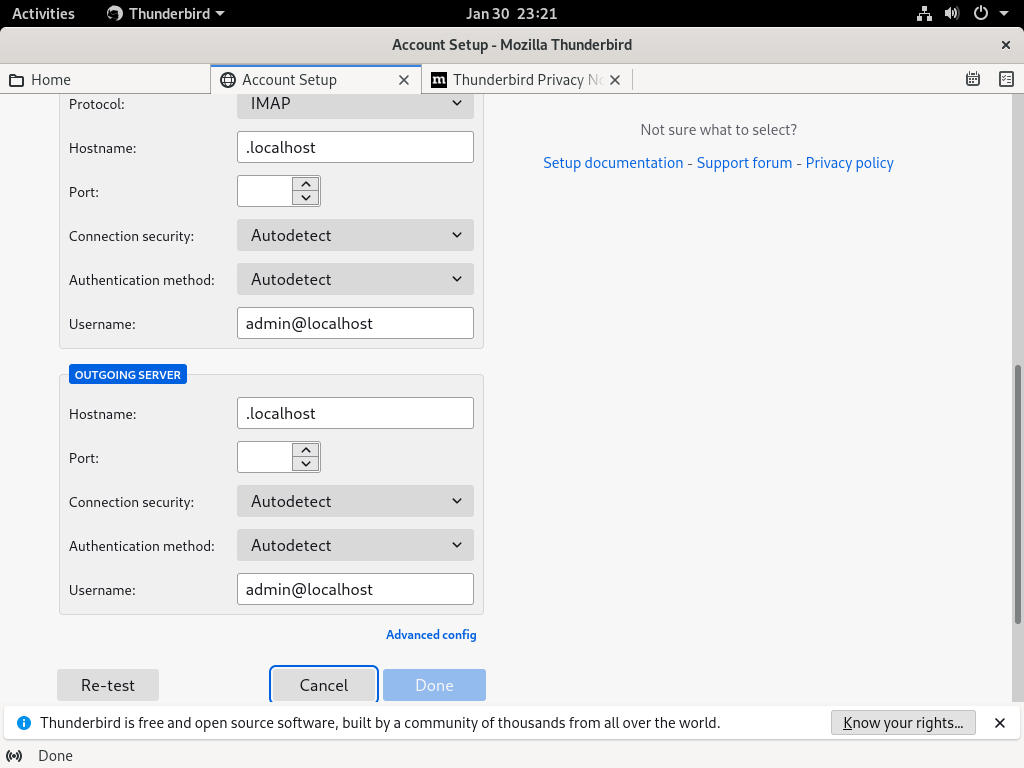 Activities Thunderbird Jan 30 23:21
Account Setup - Mozilla Thunderbird
Home Account Setup Thunderbird Privacy No
Protocol: IMAP
Hostname: .localhost
Port:
Connection security: Autodetect
Authentication method: Autodetect
Username: admin@localhost
OUTGOING SERVER
Hostname: .localhost
Port:
Connection security: Autodetect
Authentication method: Autodetect
Username: admin@localhost
Advanced config
Re-test Cancel Done
Not sure what to select?
Setup documentation - Support forum - Privacy policy
Thunderbird is free and open source software, built by a community of thousands from all over the world. Know your rights...
Done